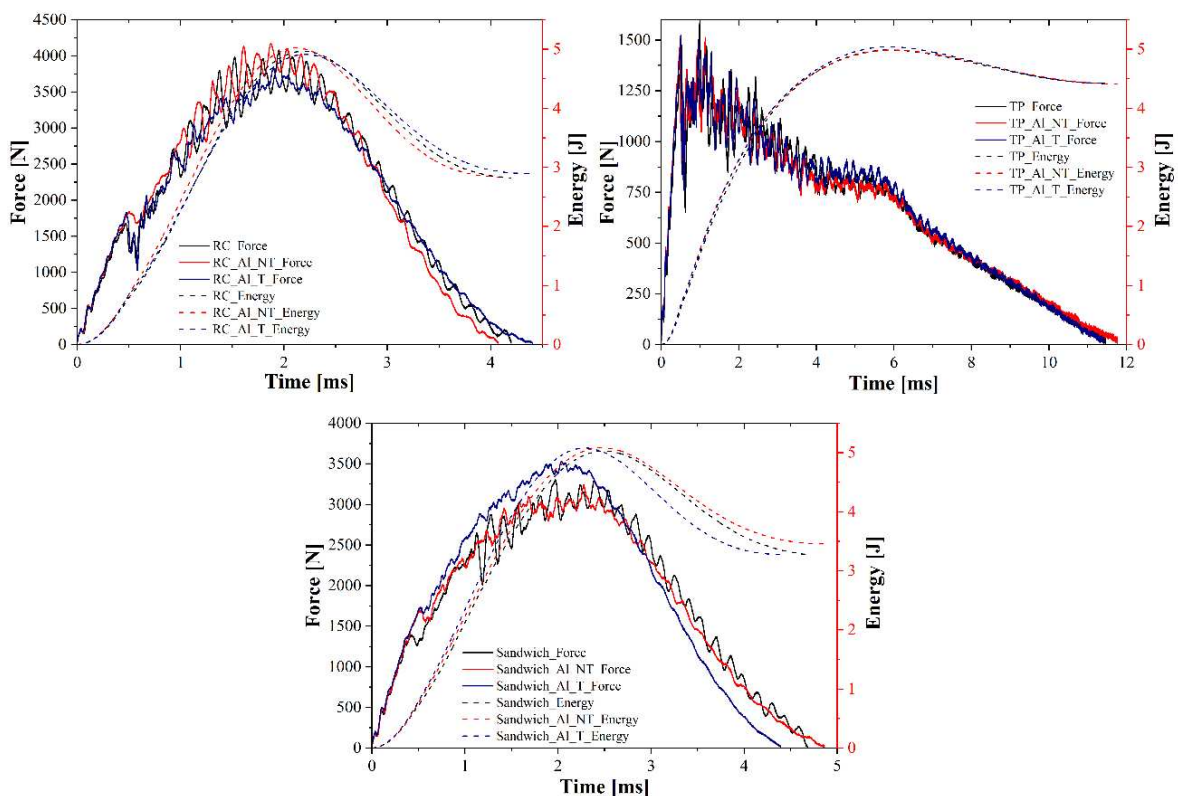 4500
4000
3500
3000
2500
2000
1500
1000
500
0
Force [N]
0 1 2 3 4
Time [ms]
5
4
3
2
1
0
Energy [J]
RC_Force
RC_Al_NT_Force
RC_Al_T_Force
RC_Energy
RC_Al_NT_Energy
RC_Al_T_Energy
1500
1250
1000
750
500
250
0
Force [N]
0 2 4 6 8 10 12
Time [ms]
5
4
3
2
1
0
Energy [J]
TP_Force
TP_Al_NT_Force
TP_Al_T_Force
TP_Energy
TP_Al_NT_Energy
TP_Al_T_Energy
4000
3500
3000
2500
2000
1500
1000
500
0
Force [N]
0 1 2 3 4 5
Time [ms]
5
4
3
2
1
0
Energy [J]
Sandwich_Force
Sandwich_Al_NT_Force
Sandwich_Al_T_Force
Sandwich_Energy
Sandwich_Al_NT_Energy
Sandwich_Al_T_Energy